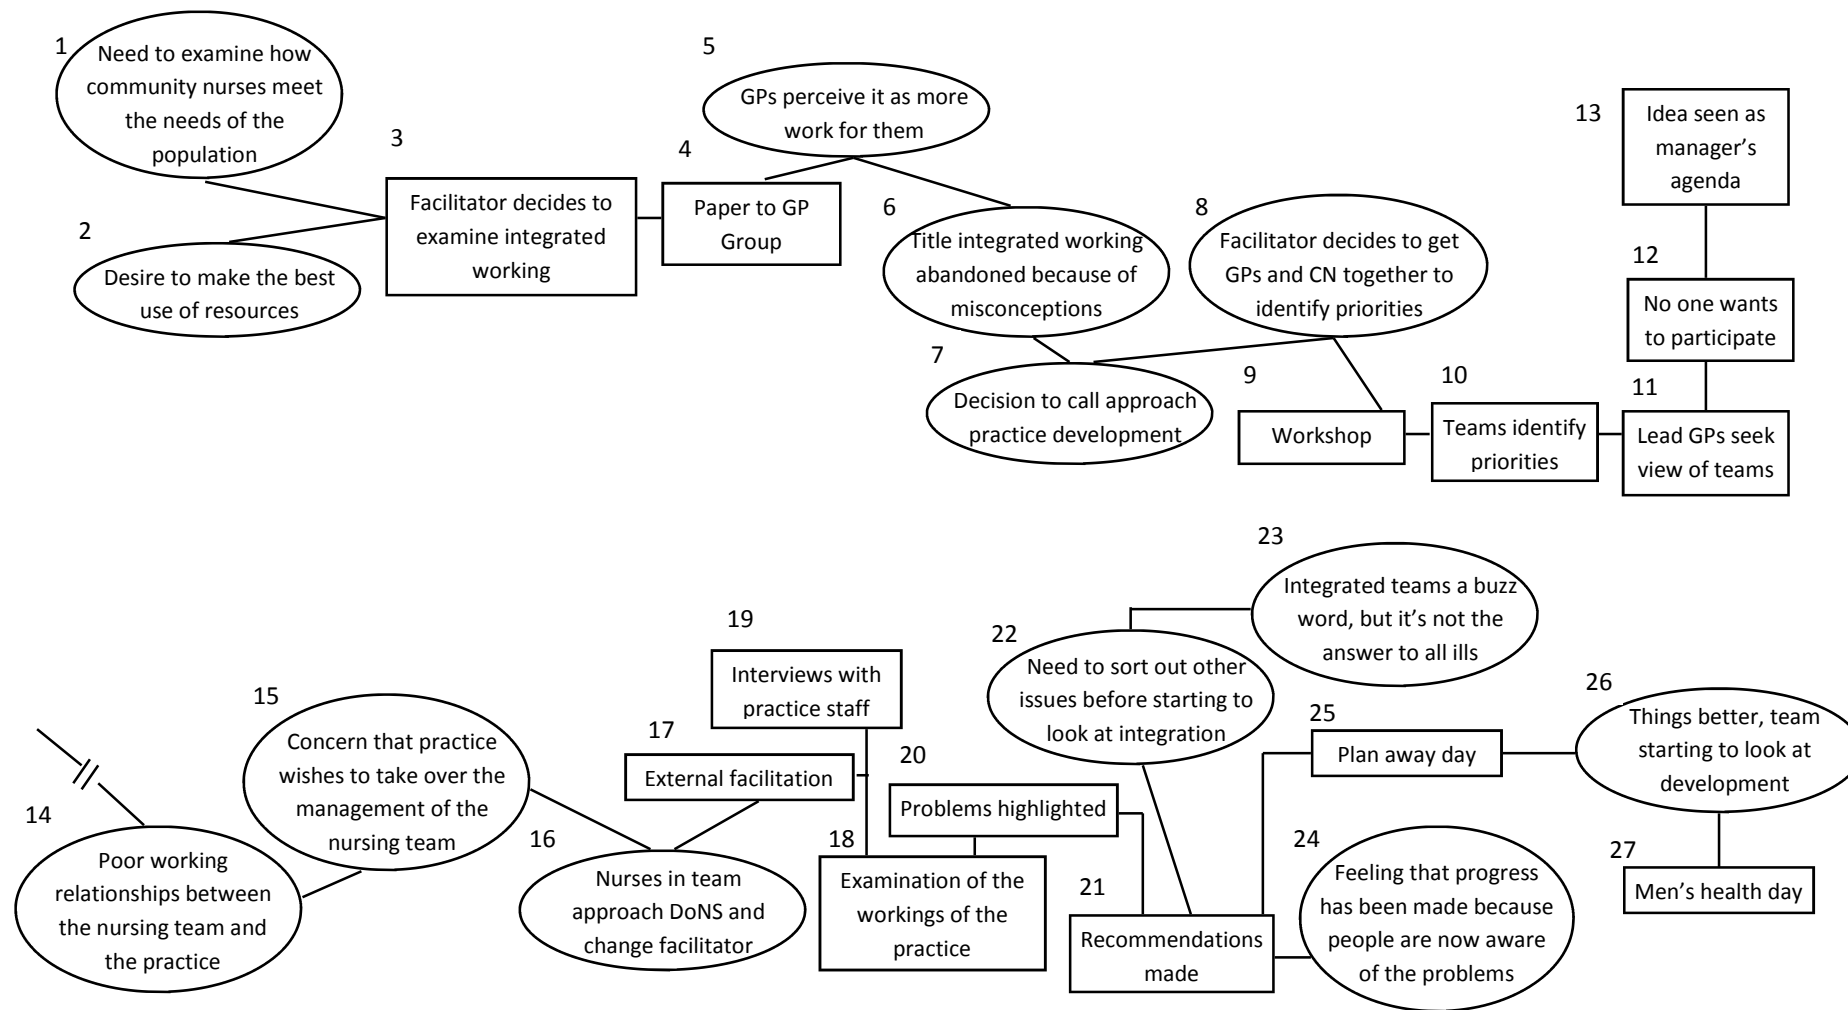 1
Need to examine how
community nurses meet
the needs of the
population
2
Desire to make the best
use of resources
3
Facilitator decides to
examine integrated
working
4
Paper to GP
Group
5
GPs perceive it as more
work for them
6
Title integrated working
abandoned because of
misconceptions
7
Decision to call approach
practice development
8
Facilitator decides to get
GPs and CN together to
identify priorities
9
Workshop
10
Teams identify
priorities
11
Lead GPs seek
view of teams
12
No one wants
to participate
13
Idea seen as
manager’s
agenda
14
Poor working
relationships between
the nursing team and
the practice
15
Concern that practice
wishes to take over the
management of the
nursing team
16
Nurses in team
approach DoNS and
change facilitator
17
External facilitation
18
Examination of the
workings of the
practice
19
Interviews with
practice staff
20
Problems highlighted
21
Recommendations
made
22
Need to sort out other
issues before starting to
look at integration
23
Integrated teams a buzz
word, but it’s not the
answer to all ills
24
Feeling that progress
has been made because
people are now aware
of the problems
25
Plan away day
26
Things better, team
starting to look at
development
27
Men’s health day